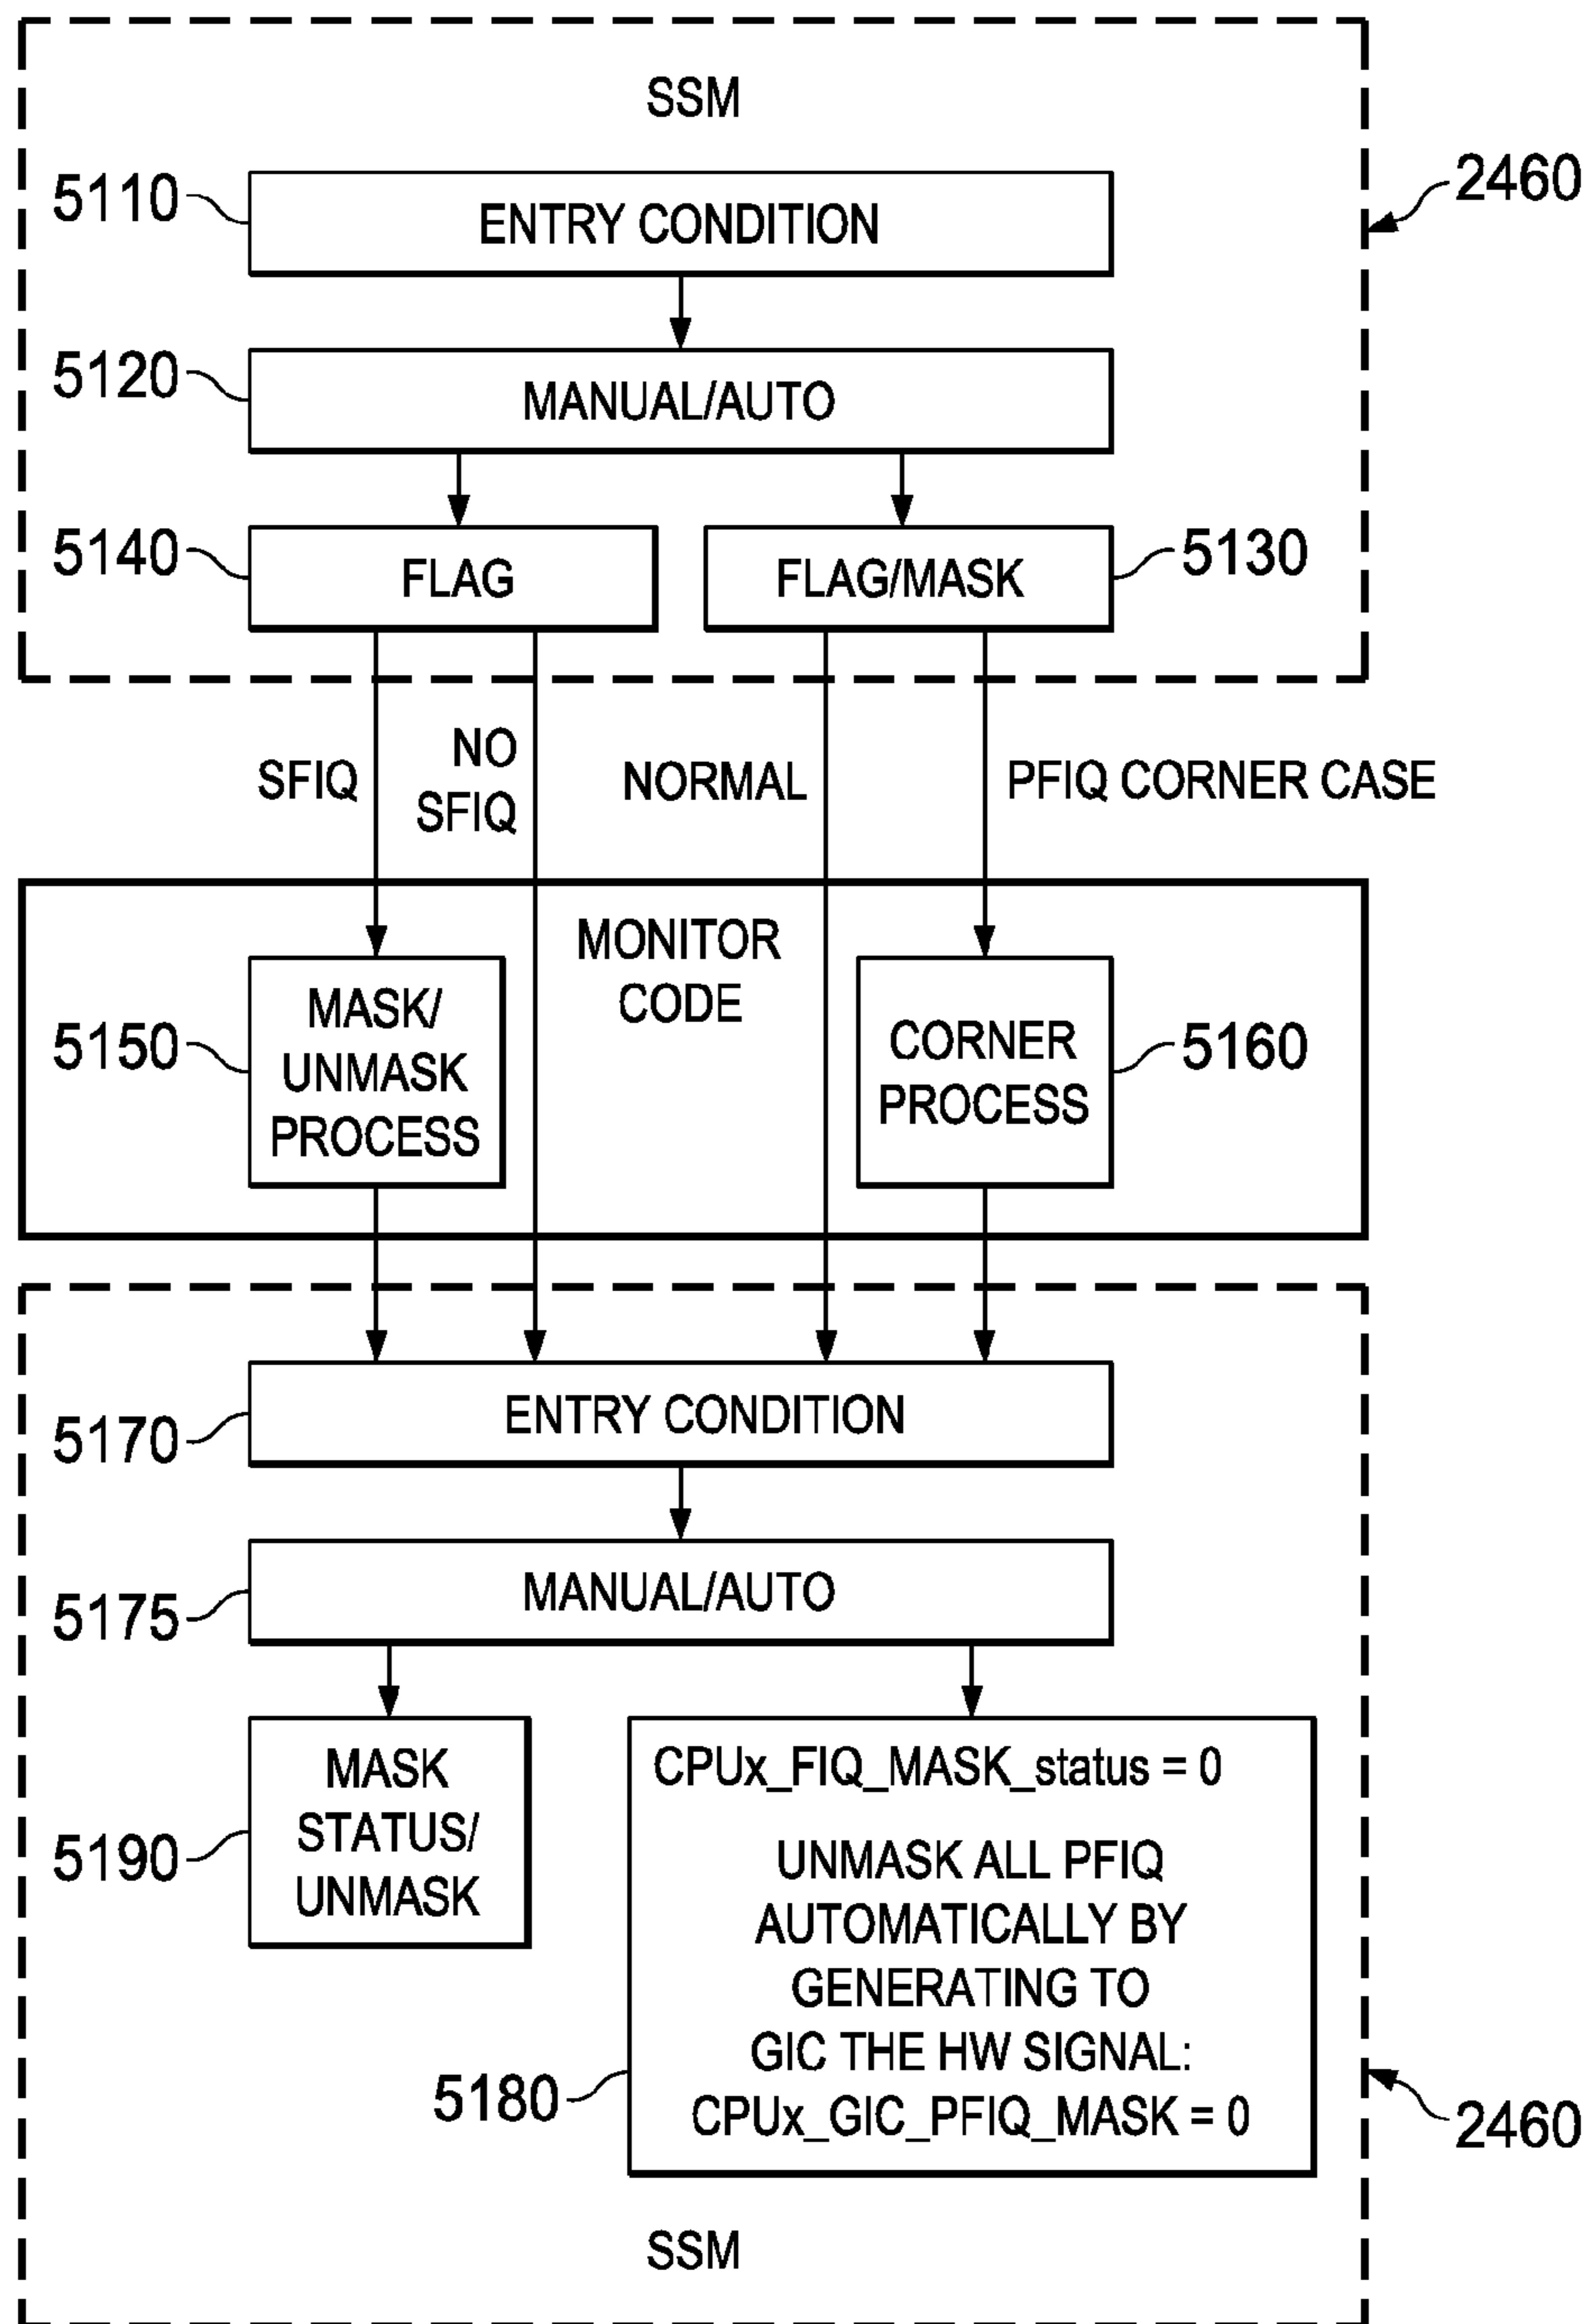 SSM
2460
5110
ENTRY CONDITION
5120
MANUAL/AUTO
5140
FLAG
FLAG/MASK
5130
SFIQ
NO
SFIQ
NORMAL
PFIQ CORNER CASE
MONITOR
CODE
5150
MASK/
UNMASK
PROCESS
CORNER
PROCESS
5160
ENTRY CONDITION
5170
MANUAL/AUTO
5175
MASK
STATUS/
UNMASK
5190
CPUx_FIQ_MASK_status = 0
UNMASK ALL PFIQ
AUTOMATICALLY BY
GENERATING TO
GIC THE HW SIGNAL:
CPUx_GIC_PFIQ_MASK = 0
5180
2460
SSM